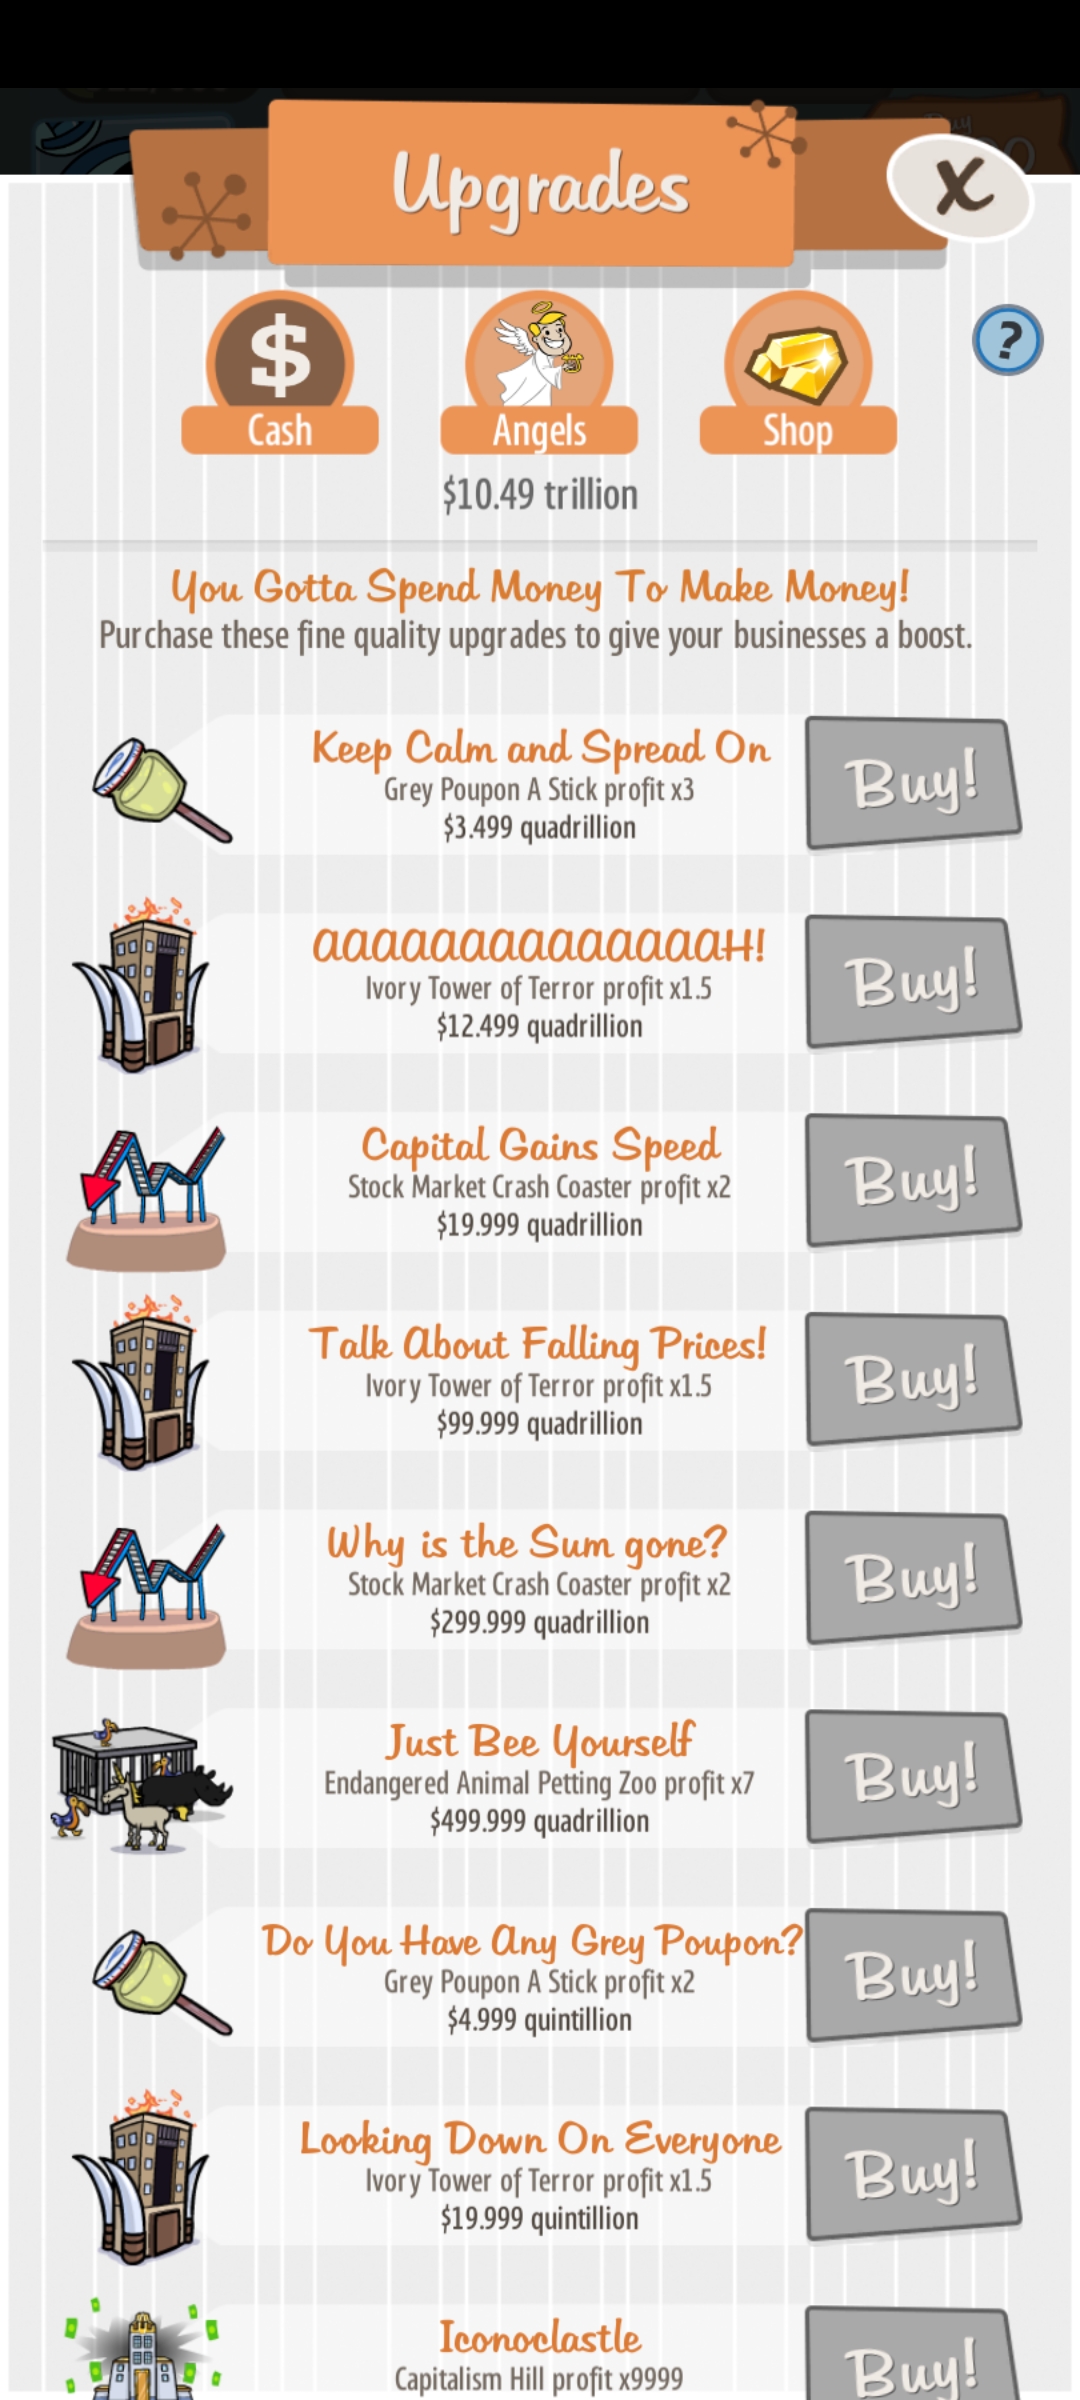 Upgrades
X
?
$
Cash
Angels
Shop
$10.49 trillion
You Gotta Spend Money To Make Money!
Purchase these fine quality upgrades to give your businesses a boost.
Keep Calm and Spread On
Grey Poupon A Stick profit x3
$3.499 quadrillion
Buy!
aaaaaaaaaaaaaaH!
Ivory Tower of Terror profit x1.5
$12.499 quadrillion
Buy!
Capital Gains Speed
Stock Market Crash Coaster profit x2
$19.999 quadrillion
Buy!
Talk About Falling Prices!
Ivory Tower of Terror profit x1.5
$99.999 quadrillion
Buy!
Why is the Sum gone?
Stock Market Crash Coaster profit x2
$299.999 quadrillion
Buy!
Just Bee Yourself
Endangered Animal Petting Zoo profit x7
$499.999 quadrillion
Buy!
Do You Have Any Grey Poupon?
Grey Poupon A Stick profit x2
$4.999 quintillion
Buy!
Looking Down On Everyone
Ivory Tower of Terror profit x1.5
$19.999 quintillion
Buy!
Iconoclastle
Capitalism Hill profit x9999
Buy!